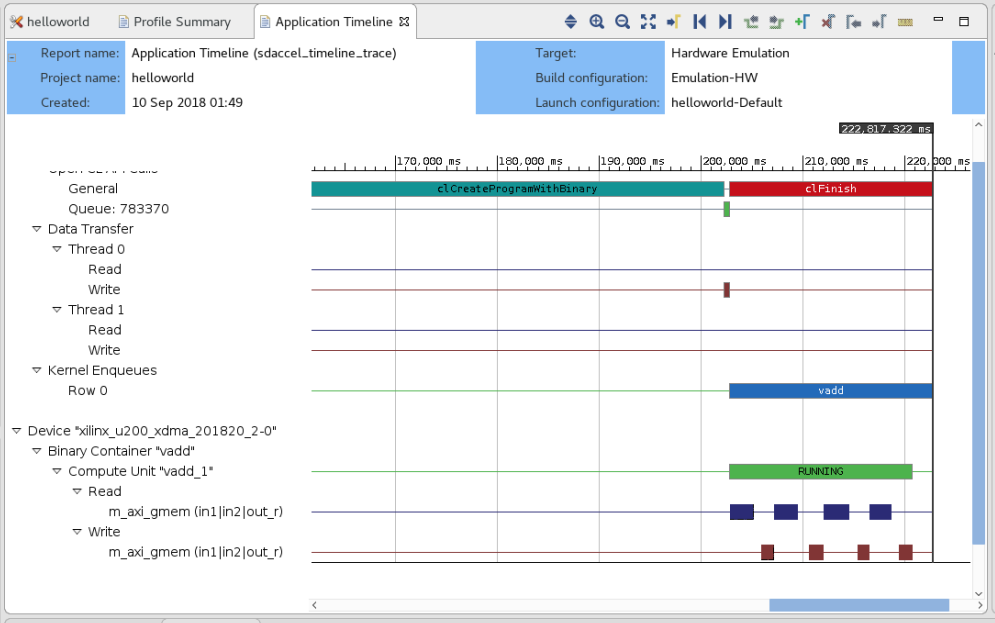 helloworld Profile Summary Application Timeline
Report name: Application Timeline (sdaccel_timeline_trace) Target: Hardware Emulation
Project name: helloworld Build configuration: Emulation-HW
Created: 10 Sep 2018 01:49 Launch configuration: helloworld-Default
222,817.322 ms
170,000 ms 180,000 ms 190,000 ms 200,000 ms 210,000 ms 220,000 ms
General clCreateProgramWithBinary clFinish
Queue: 783370
Data Transfer
Thread 0
Read
Write
Thread 1
Read
Write
Kernel Enqueues
Row 0 vadd
Device "xilinx_u200_xdma_201820_2-0"
Binary Container "vadd"
Compute Unit "vadd_1" RUNNING
Read
m_axi_gmem (in1|in2|out_r)
Write
m_axi_gmem (in1|in2|out_r)